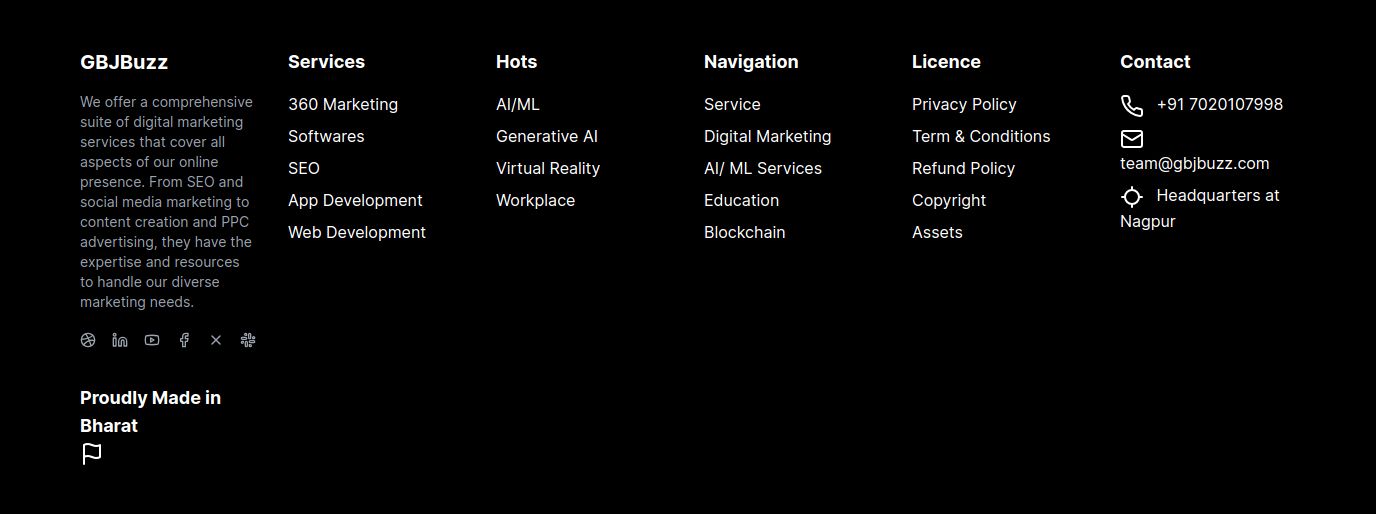 GBJBuzz
We offer a comprehensive
suite of digital marketing
services that cover all
aspects of our online
presence. From SEO and
social media marketing to
content creation and PPC
advertising, they have the
expertise and resources
to handle our diverse
marketing needs.
Proudly Made in
Bharat
Services
360 Marketing
Softwares
SEO
App Development
Web Development
Hots
AI/ML
Generative AI
Virtual Reality
Workplace
Navigation
Service
Digital Marketing
AI/ ML Services
Education
Blockchain
Licence
Privacy Policy
Term & Conditions
Refund Policy
Copyright
Assets
Contact
+91 7020107998
team@gbjbuzz.com
Headquarters at
Nagpur